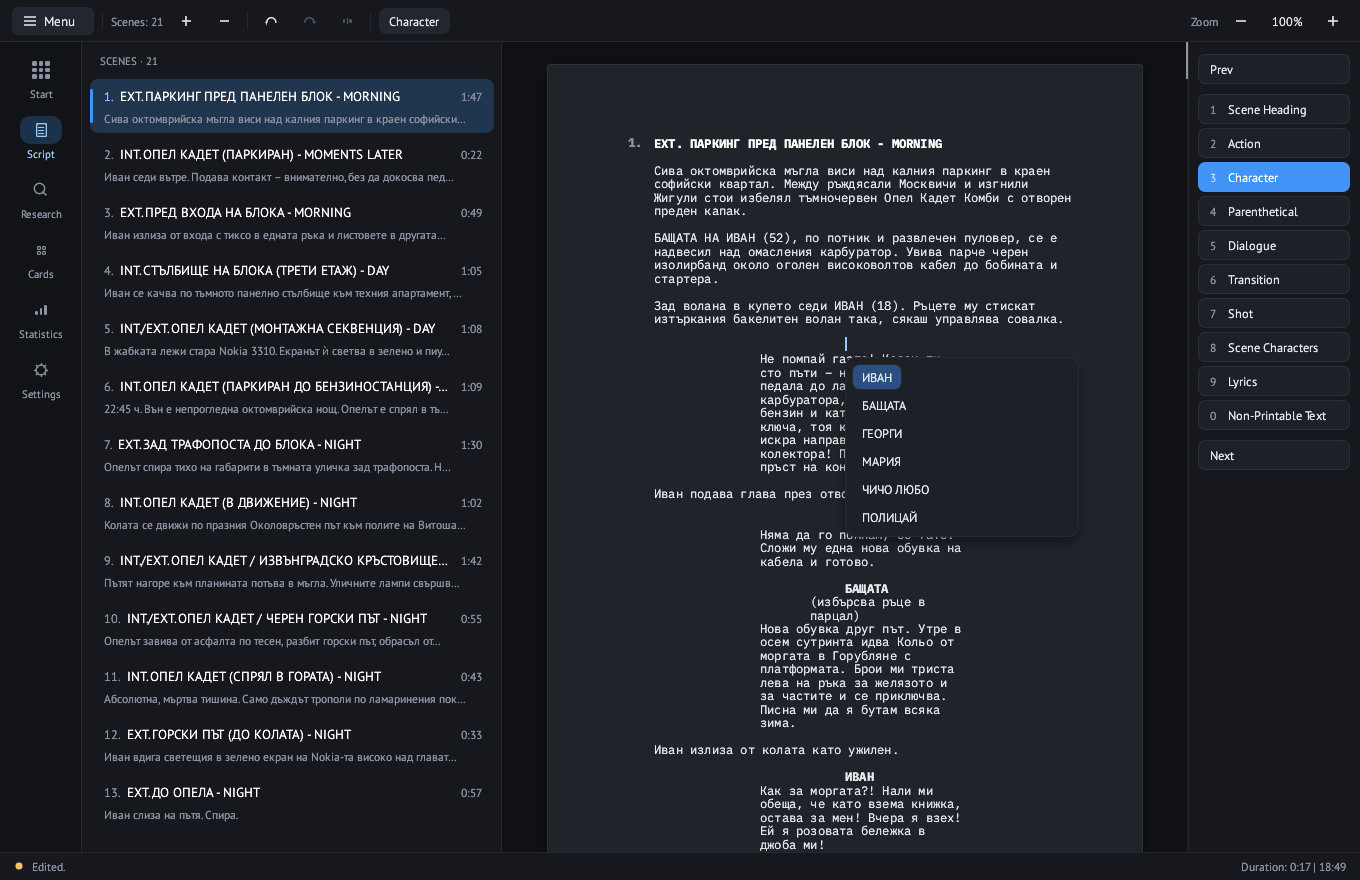 Menu
Scenes: 21
Character
Zoom
100%
Start
Script
Research
Cards
Statistics
Settings
SCENES · 21
1. EXT. ПАРКИНГ ПРЕД ПАНЕЛЕН БЛОК - MORNING 1:47
Сива октомврийска мъгла виси над калния паркинг в краен софийски...
2. INT. ОПЕЛ КАДЕТ (ПАРКИРАН) - MOMENTS LATER 0:22
Иван седи вътре. Подава контакт – внимателно, без да докосва пед...
3. EXT. ПРЕД ВХОДА НА БЛОКА - MORNING 0:49
Иван излиза от входа с тиксо в едната ръка и листовете в другата...
4. INT. СТЪЛБИЩЕ НА БЛОКА (ТРЕТИ ЕТАЖ) - DAY 1:05
Иван се качва по тъмното панелно стълбище към техния апартамент, ...
5. INT./EXT. ОПЕЛ КАДЕТ (МОНТАЖНА СЕКВЕНЦИЯ) - DAY 1:08
В жабката лежи стара Nokia 3310. Екранът ѝ светва в зелено и пиу...
6. INT./EXT. ОПЕЛ КАДЕТ (ПАРКИРАН ДО БЕНЗИНОСТАНЦИЯ) -... 1:09
22:45 ч. Вън е непрогледна октомврийска нощ. Опелът е спрял в тъ...
7. EXT. ЗАД ТРАФОПОСТА ДО БЛОКА - NIGHT 1:30
Опелът спира тихо на габарити в тъмната уличка зад трафопоста. Н...
8. INT. ОПЕЛ КАДЕТ (В ДВИЖЕНИЕ) - NIGHT 1:02
Колата се движи по празния Околовръстен път към полите на Витоша...
9. INT./EXT. ОПЕЛ КАДЕТ / ИЗВЪНГРАДСКО КРЪСТОВИЩЕ... 1:42
Пътят нагоре към планината потъва в мъгла. Уличните лампи свършв...
10. INT./EXT. ОПЕЛ КАДЕТ / ЧЕРЕН ГОРСКИ ПЪТ - NIGHT 0:55
Опелът завива от асфалта по тесен, разбит горски път, обрасъл от...
11. INT. ОПЕЛ КАДЕТ (СПРЯЛ В ГОРАТА) - NIGHT 0:43
Абсолютна, мъртва тишина. Само дъждът трополи по ламаринения пок...
12. EXT. ГОРСКИ ПЪТ (ДО КОЛАТА) - NIGHT 0:33
Иван вдига светещия в зелено екран на Nokia-та високо над глават...
13. EXT. ДО ОПЕЛА - NIGHT 0:57
Иван слиза на пътя. Спира.
1. EXT. ПАРКИНГ ПРЕД ПАНЕЛЕН БЛОК - MORNING
Сива октомврийска мъгла виси над калния паркинг в краен
софийски квартал. Между ръждясали Москвичи и изгнили
Жигули стои избелял тъмночервен Опел Кадет Комби с отворен
преден капак.
БАЩАТА НА ИВАН (52), по потник и развлечен пуловер, се е
надвесил над омасления карбуратор. Увива парче черен
изолирбанд около оголен високоволтов кабел до бобината и
стартера.
Зад волана в купето седи ИВАН (18). Ръцете му стискат
изтъркания бакелитен волан така, сякаш управлява совалка.
Не помпай
сто пъти –
педала до
карбуратора,
бензин и
ключа, тоя
искра
колектора!
пръст на
Иван подава глава през
Няма да го
Сложи му една нова обувка на
кабела и готово.
БАЩАТА
(избърсва ръце в
парцал)
Нова обувка друг път. Утре в
осем сутринта идва Кольо от
моргата в Горубляне с
платформата. Брои ми триста
лева на ръка за желязото и
за частите и се приключва.
Писна ми да я бутам всяка
зима.
Иван излиза от колата като ужилен.
ИВАН
Как за моргата?! Нали ми
обеща, че като взема книжка,
остава за мен! Вчера я взех!
Ей я розовата бележка в
джоба ми!
ИВАН
БАЩАТА
ГЕОРГИ
МАРИЯ
ЧИЧО ЛЮБО
ПОЛИЦАЙ
Prev
1 Scene Heading
2 Action
3 Character
4 Parenthetical
5 Dialogue
6 Transition
7 Shot
8 Scene Characters
9 Lyrics
0 Non-Printable Text
Next
Edited.
Duration: 0:17 | 18:49